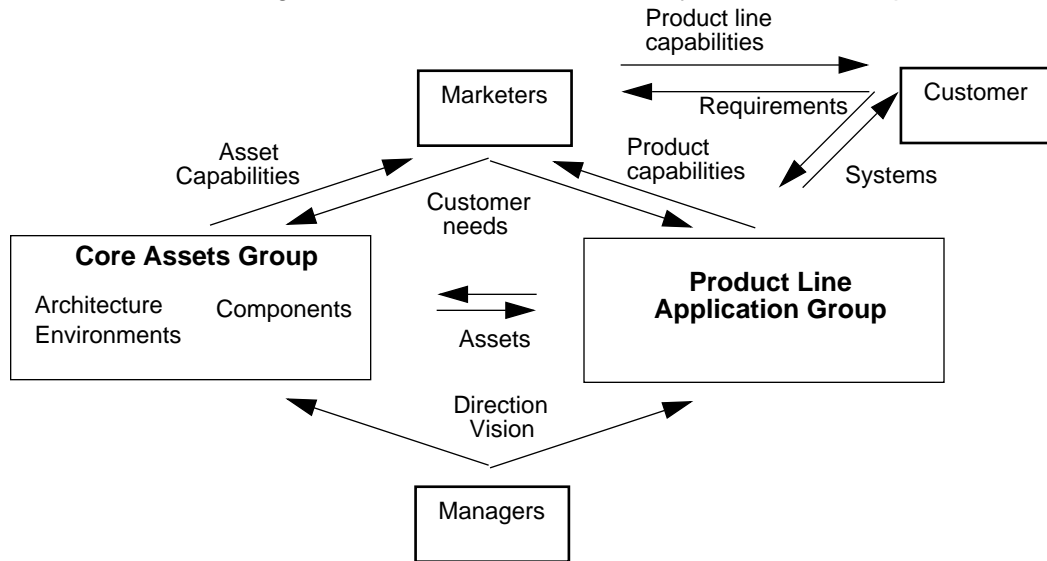 Product line
capabilities
Marketers
Requirements
Customer
Asset
Capabilities
Product
capabilities
Systems
Customer
needs
Core Assets Group
Architecture
Components
Environments
Product Line
Application Group
Assets
Direction
Vision
Managers